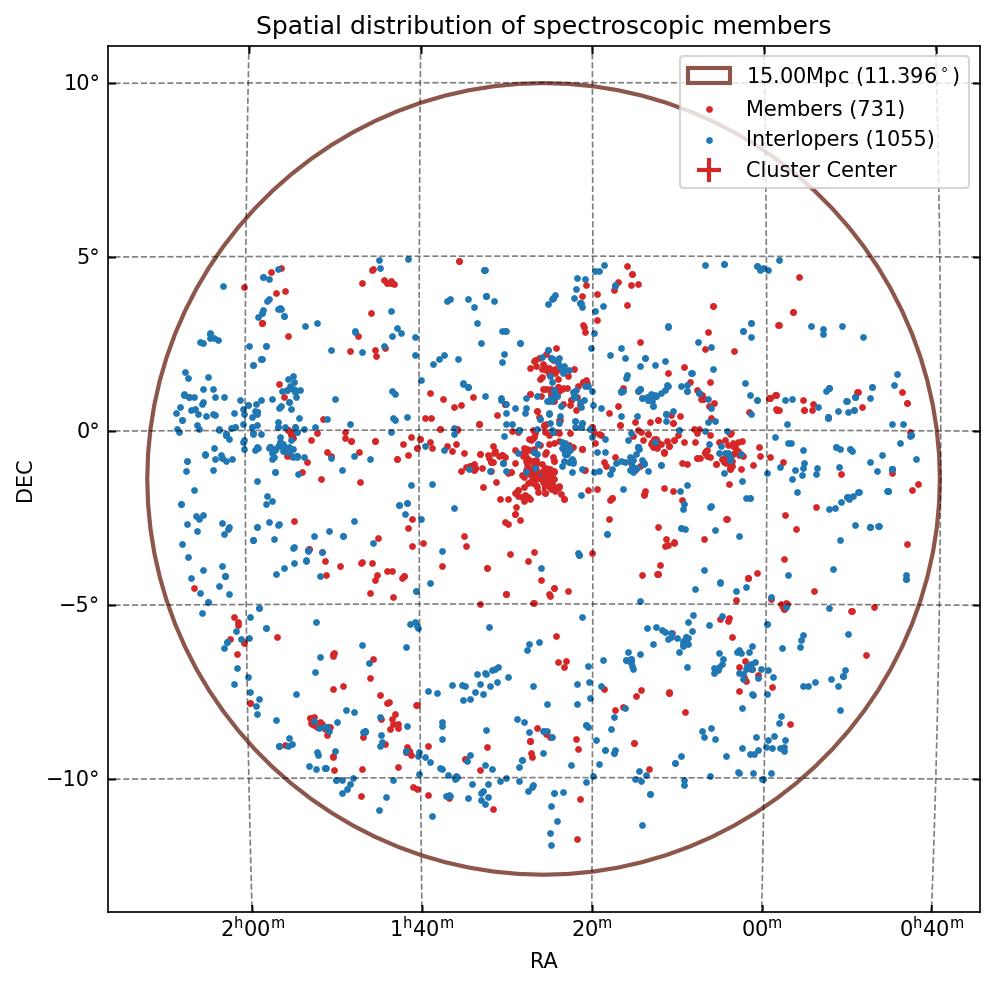 Spatial distribution of spectroscopic members
15.00Mpc (11.396°)
Members (731)
Interlopers (1055)
Cluster Center
10°
5°
0°
−5°
−10°
DEC
2ʰ00ᵐ 1ʰ40ᵐ 20ᵐ 00ᵐ 0ʰ40ᵐ
RA